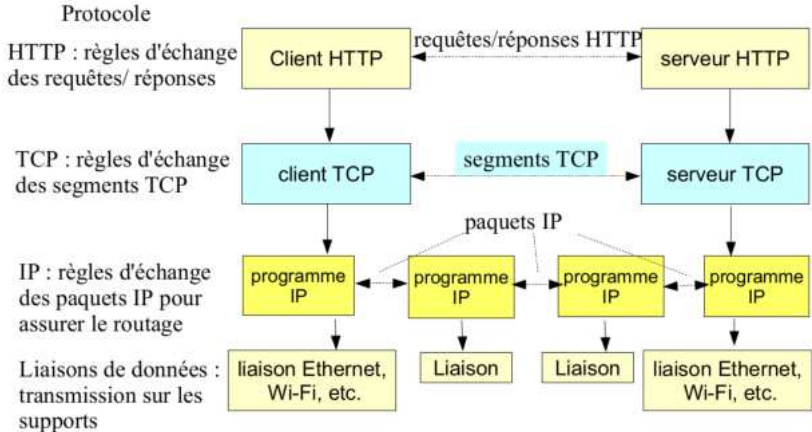 Protocole
HTTP : règles d'échange
des requêtes/ réponses
Client HTTP
requêtes/réponses HTTP
serveur HTTP
TCP : règles d'échange
des segments TCP
client TCP
segments TCP
serveur TCP
paquets IP
IP : règles d'échange
des paquets IP pour
assurer le routage
programme
IP
programme
IP
programme
IP
programme
IP
Liaisons de données :
transmission sur les
supports
liaison Ethernet,
Wi-Fi, etc.
Liaison
Liaison
liaison Ethernet,
Wi-Fi, etc.